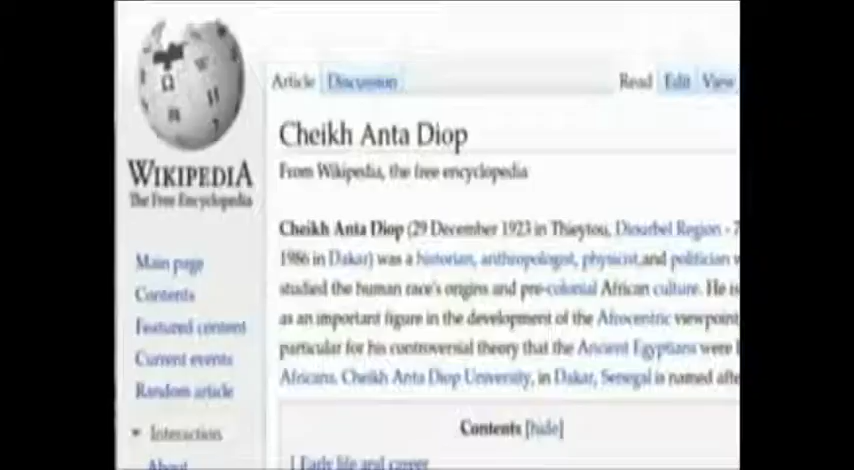 Article Discussion Read Edit View
Cheikh Anta Diop
WIKIPEDIA
The Free Encyclopedia
From Wikipedia, the free encyclopedia
Cheikh Anta Diop (29 December 1923 in Thieytou, Diourbel Region - 7
1986 in Dakar) was a historian, anthropologist, physicist,and politician w
studied the human race's origins and pre-colonial African culture. He is
as an important figure in the development of the Afrocentric viewpoint,
particular for his controversial theory that the Ancient Egyptians were
Africans. Cheikh Anta Diop University, in Dakar, Senegal is named afte
Main page
Contents
Featured content
Current events
Random article
Interaction
About
Contents [hide]
1 Early life and career